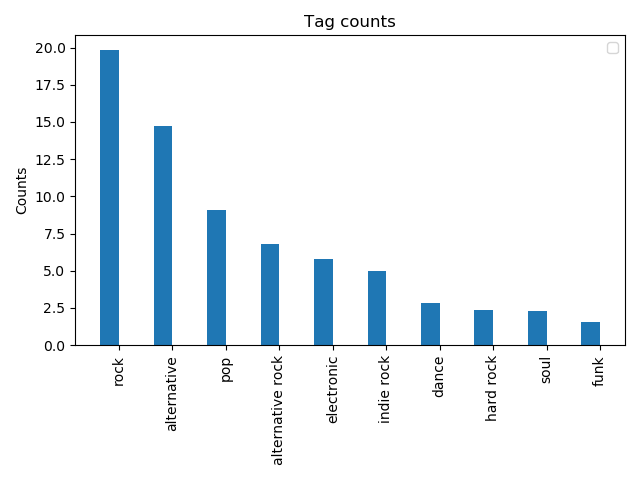 Tag counts
Counts
20.0
17.5
15.0
12.5
10.0
7.5
5.0
2.5
0.0
rock
alternative
pop
alternative rock
electronic
indie rock
dance
hard rock
soul
funk